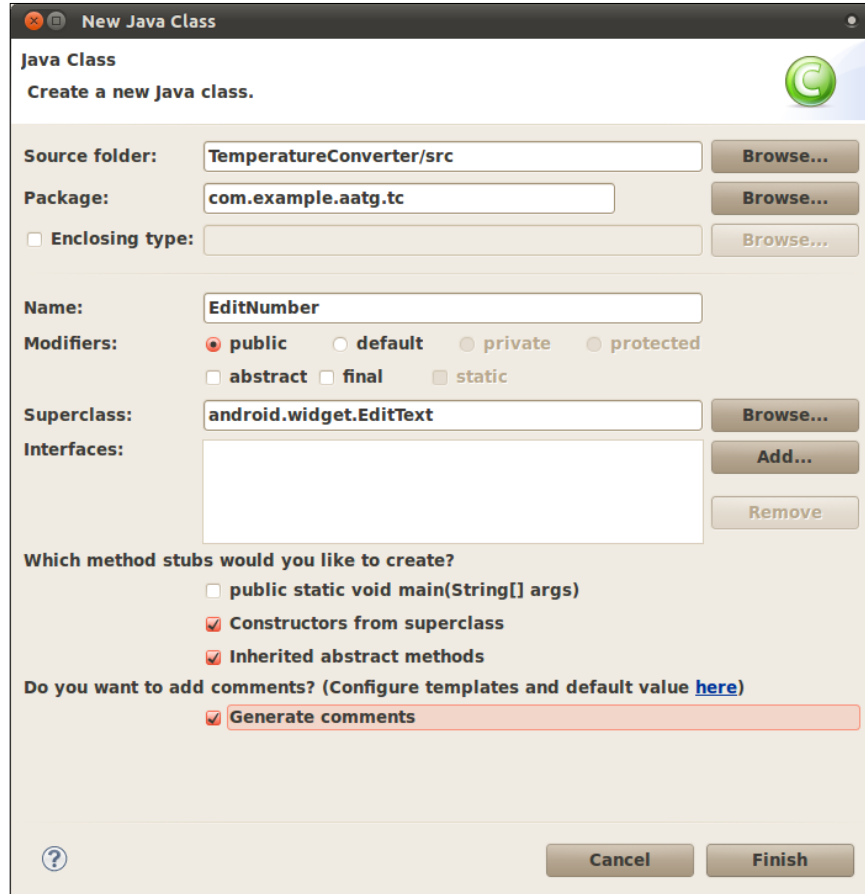 New Java Class
Java Class
Create a new Java class.
C
Source folder: TemperatureConverter/src Browse...
Package: com.example.aatg.tc Browse...
Enclosing type: Browse...
Name: EditNumber
Modifiers: public default private protected
abstract final static
Superclass: android.widget.EditText Browse...
Interfaces: Add...
Remove
Which method stubs would you like to create?
public static void main(String[] args)
Constructors from superclass
Inherited abstract methods
Do you want to add comments? (Configure templates and default value here)
Generate comments
? Cancel Finish